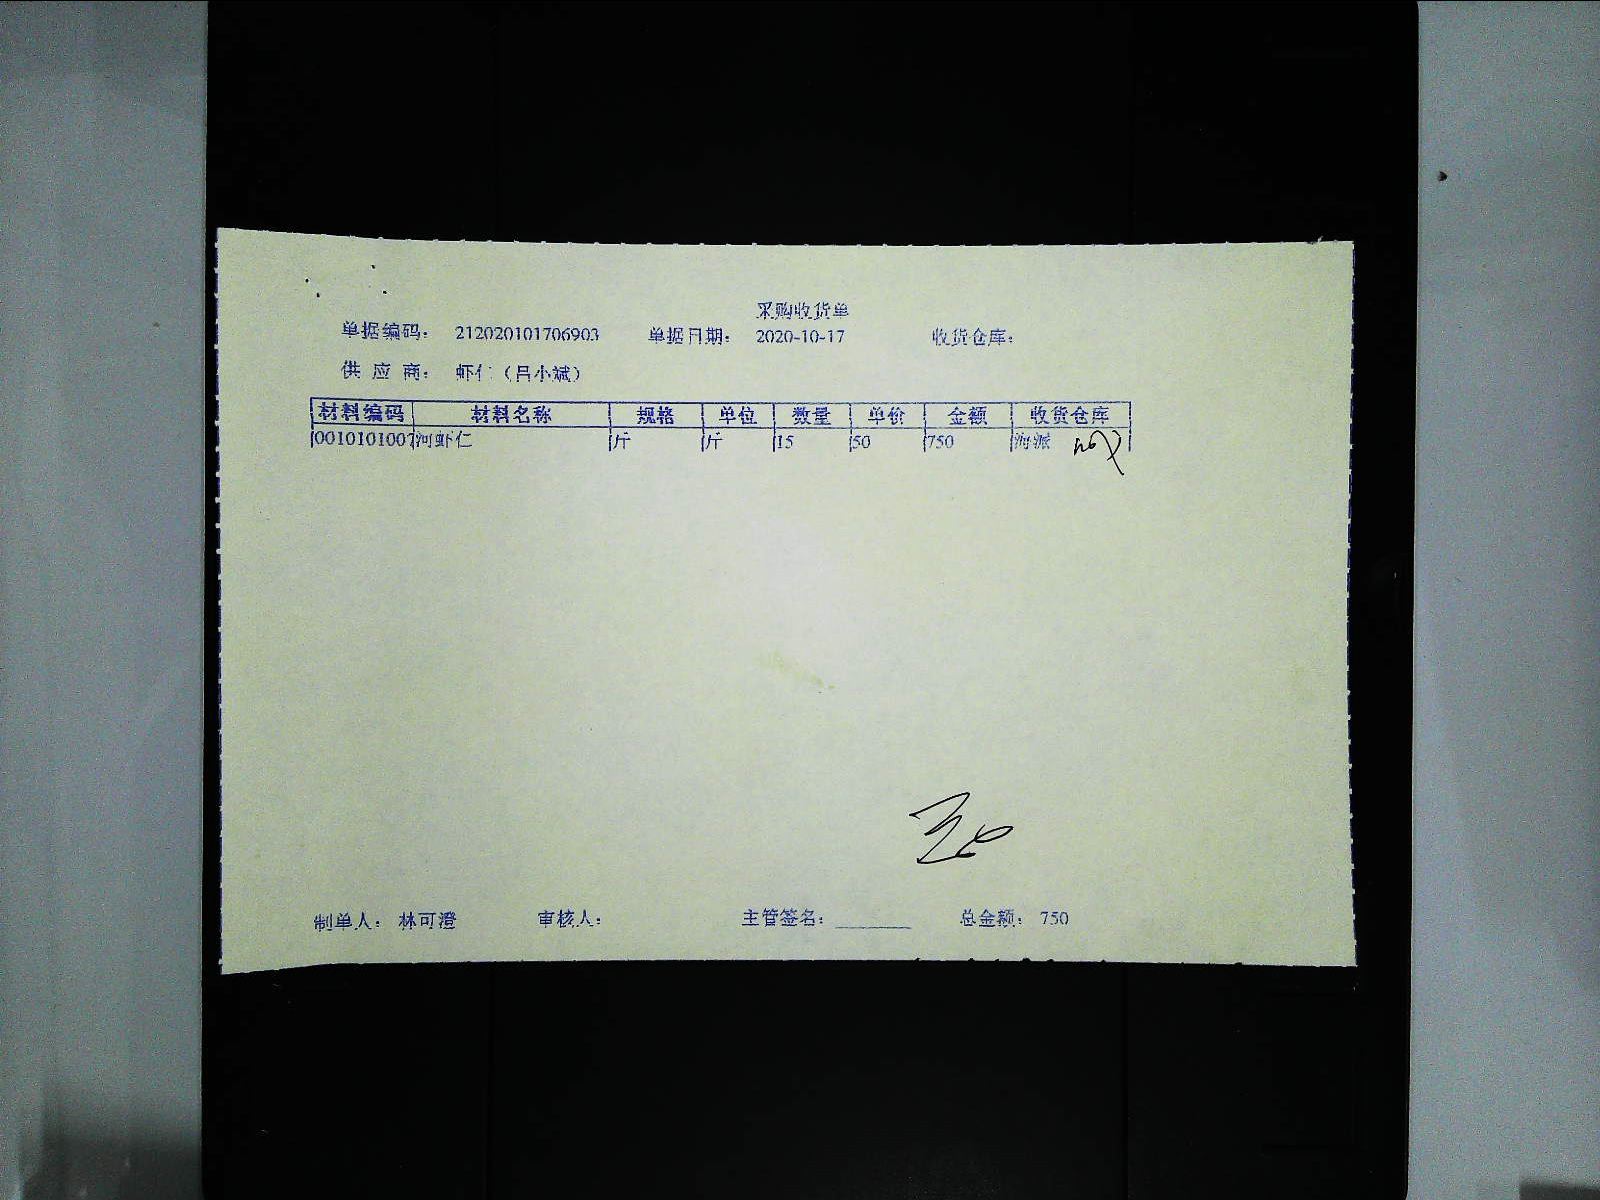 采购收货单
单据编码： 212020101706903 单据日期： 2020-10-17 收货仓库：
供应商： 虾仁（吕小斌）
材料编码 材料名称 规格 单位 数量 单价 金额 收货仓库
0010101007 河虾仁 斤 斤 15 50 750 海派
制单人： 林可澄 审核人： 主管签名： 总金额： 750